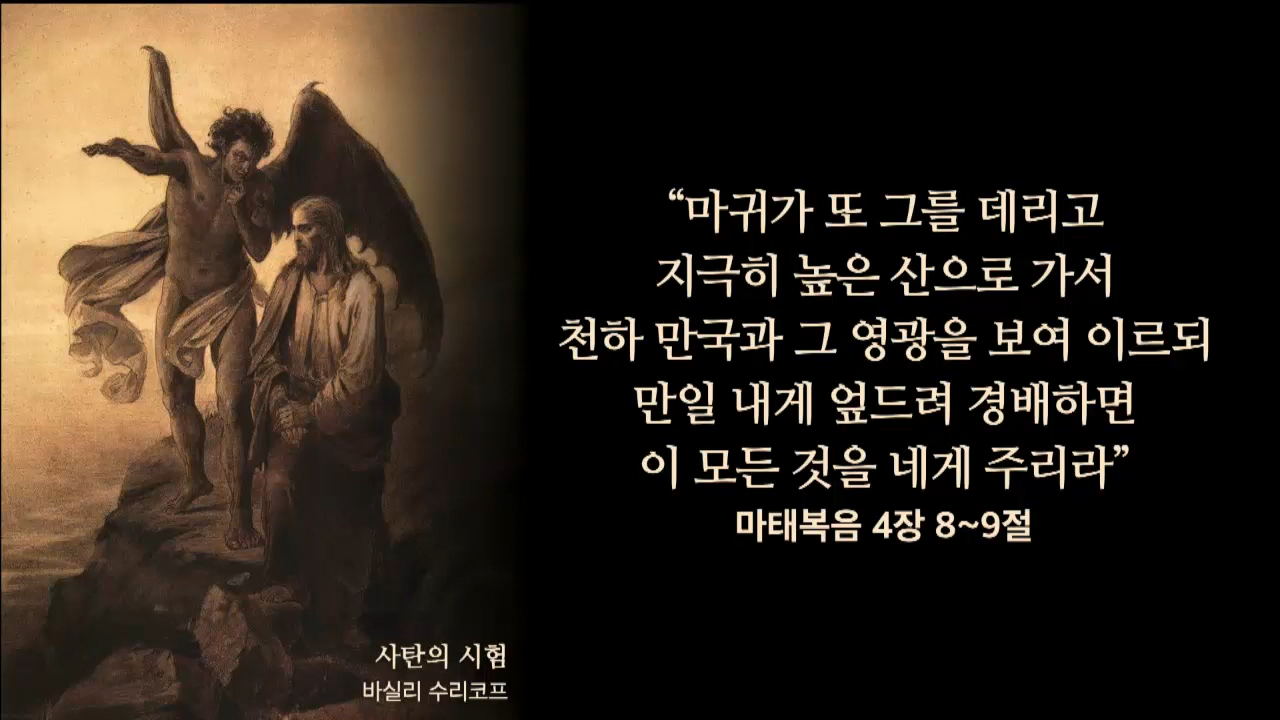 “마귀가 또 그를 데리고
지극히 높은 산으로 가서
천하 만국과 그 영광을 보여 이르되
만일 내게 엎드려 경배하면
이 모든 것을 네게 주리라”
마태복음 4장 8~9절
사탄의 시험
바실리 수리코프